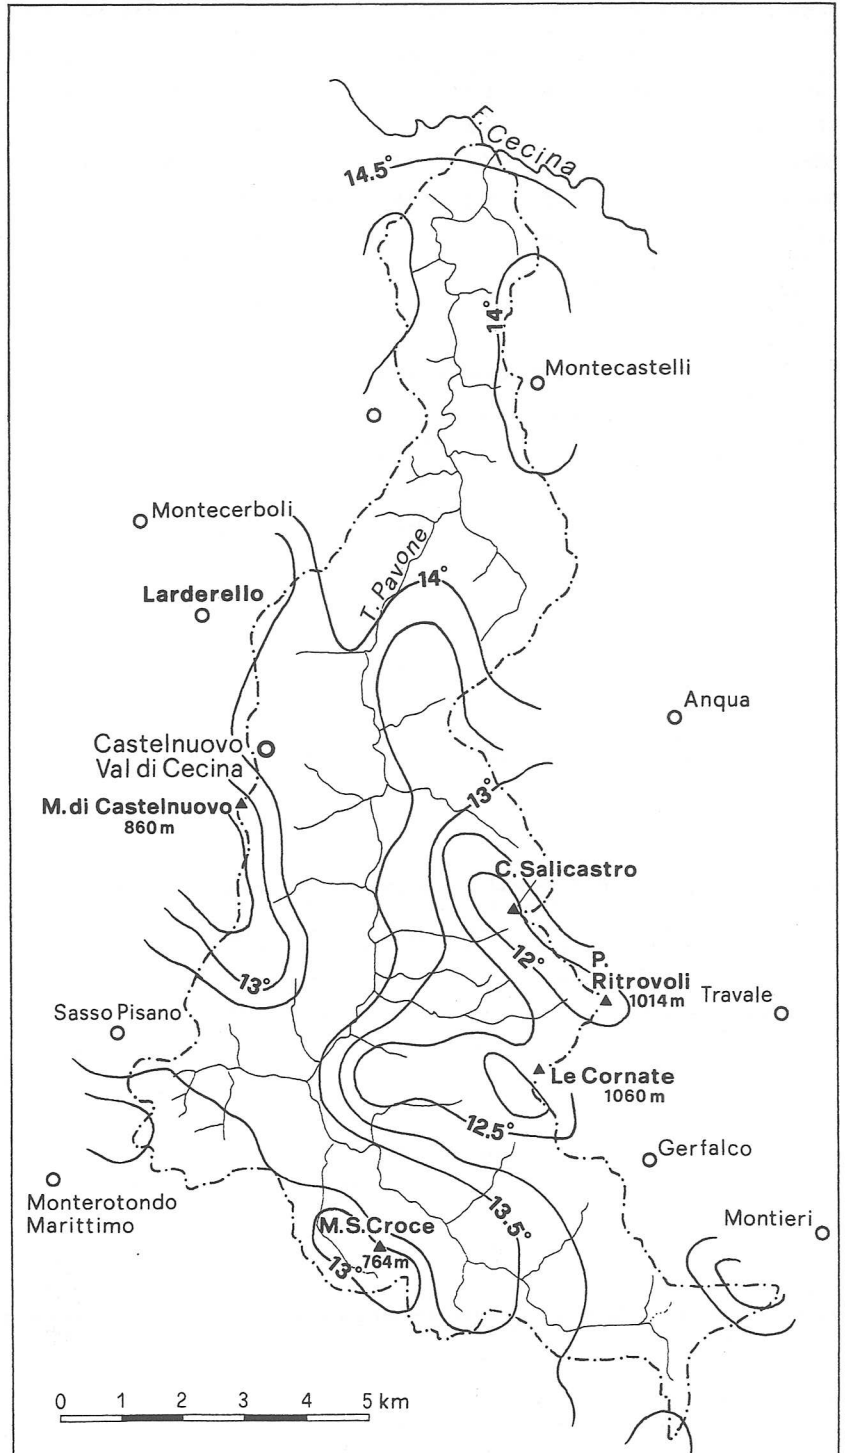 F. Cecina
14.5°
14°
Montecastelli
Montecerboli
T. Pavone
14°
Larderello
Anqua
Castelnuovo
Val di Cecina
13°
M. di Castelnuovo
860 m
C. Salicastro
12°
P.
Ritrovoli
1014 m
13°
Travale
Sasso Pisano
Le Cornate
1060 m
12.5°
Gerfalco
Monterotondo
Marittimo
13.5°
M.S.Croce
764 m
13°
Montieri
0 1 2 3 4 5 km